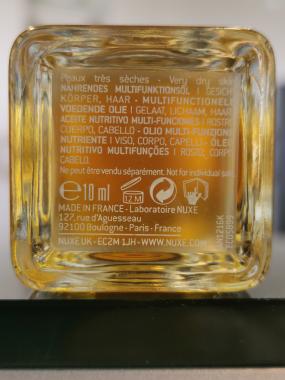 Peaux très sèches - Very dry skin
NÄHRENDES MULTIFUNKTIONSÖL | GESICHT
KÖRPER, HAAR - MULTIFUNCTIONELE
VOEDENDE OLIE | GELAAT, LICHAAM, HAAR
ACEITE NUTRITIVO MULTI-FUNCIONES | ROSTRO
CUERPO, CABELLO - OLIO MULTI-FUNZIONE
NUTRIENTE | VISO, CORPO, CAPELLI - ÓLEO
NUTRITIVO MULTIFUNÇÕES | ROSTO, CORPO
CABELO.
Ne peut être vendu séparément. Not for individual sale
e 10 ml 12 M
MADE IN FRANCE - Laboratoire NUXE
127, rue d'Aguesseau
92100 Boulogne - Paris - France
NUXE UK - EC2M 1JH - WWW.NUXE.COM